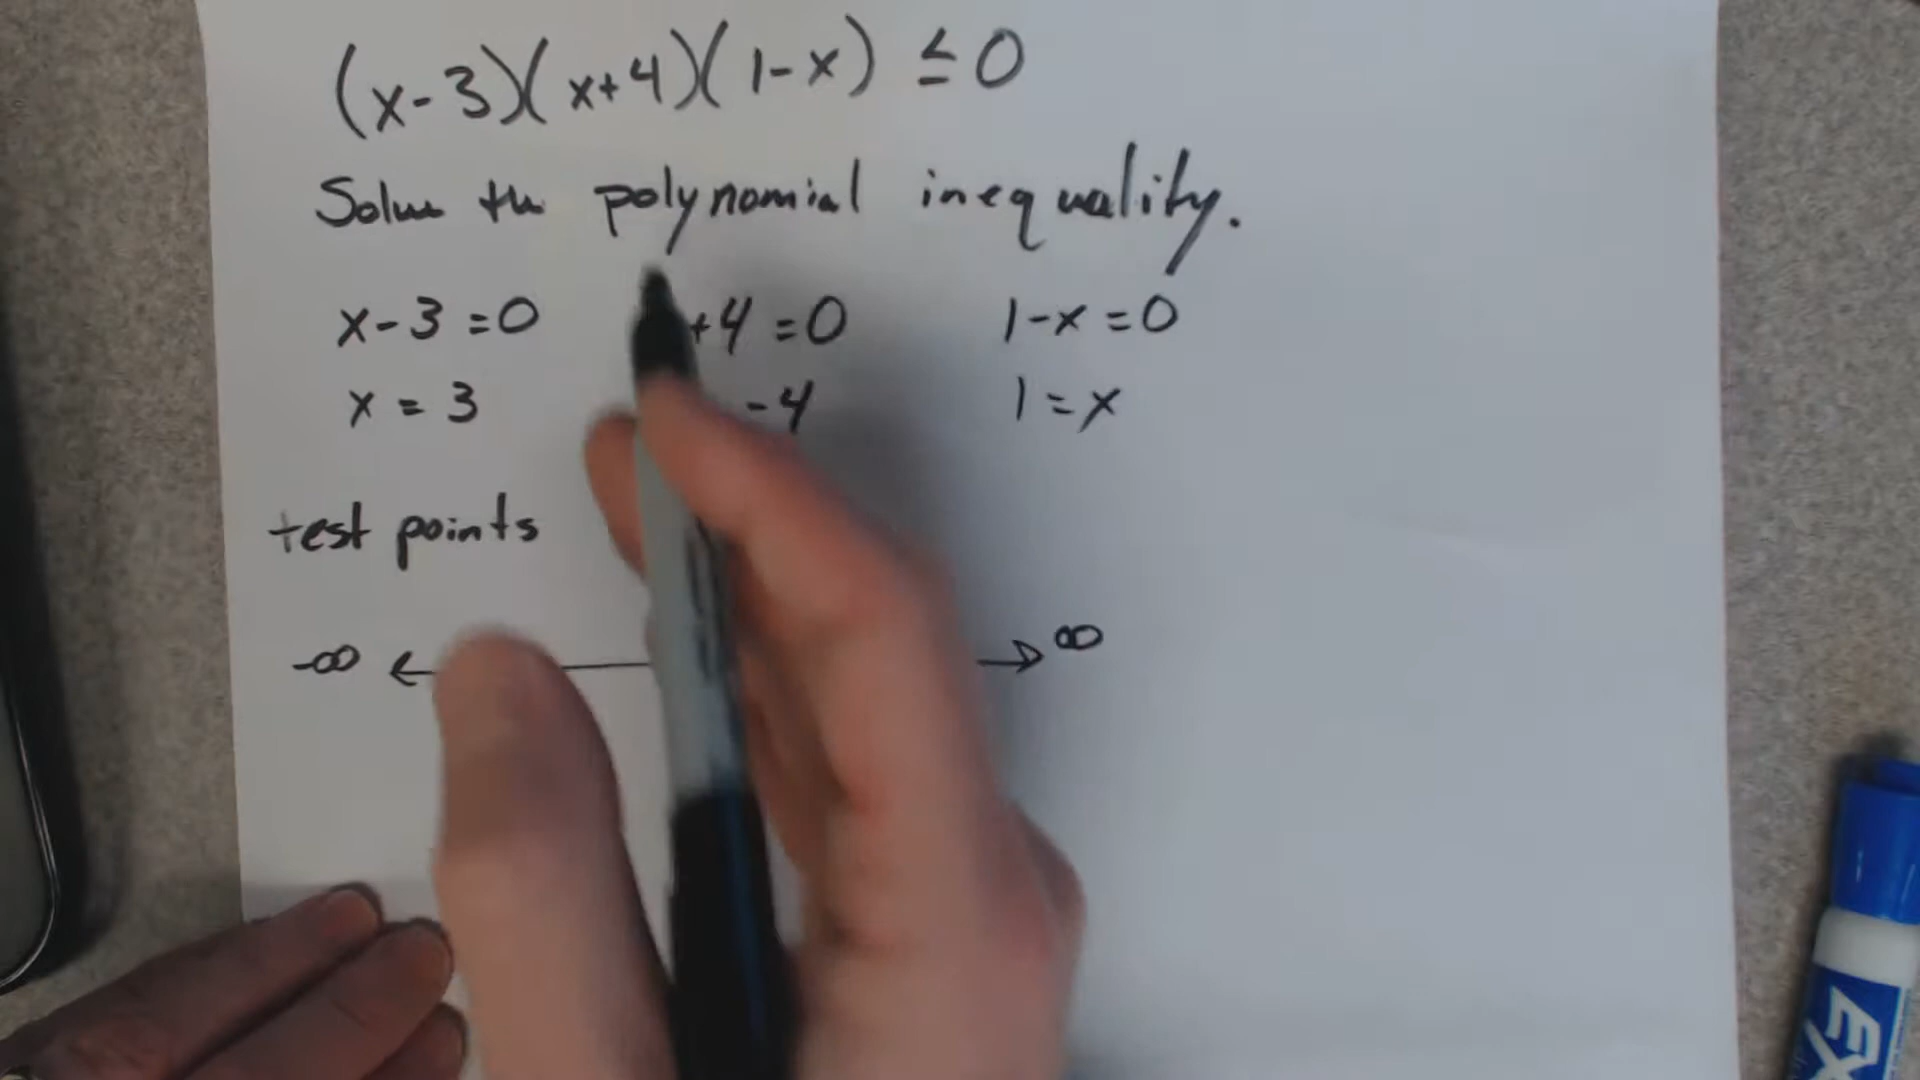 (x-3)(x+4)(1-x) ≤ 0
Solve the polynomial inequality.
x-3=0 +4=0 1-x=0
x=3 -4 1=x
test points
-∞ ∞
EX